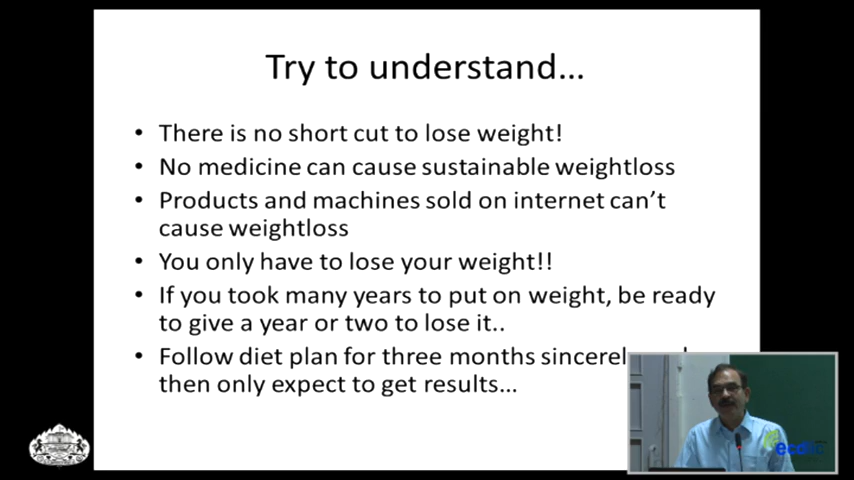 Try to understand...
• There is no short cut to lose weight!
• No medicine can cause sustainable weightloss
• Products and machines sold on internet can't
cause weightloss
• You only have to lose your weight!!
• If you took many years to put on weight, be ready
to give a year or two to lose it..
• Follow diet plan for three months
then only expect to get results...